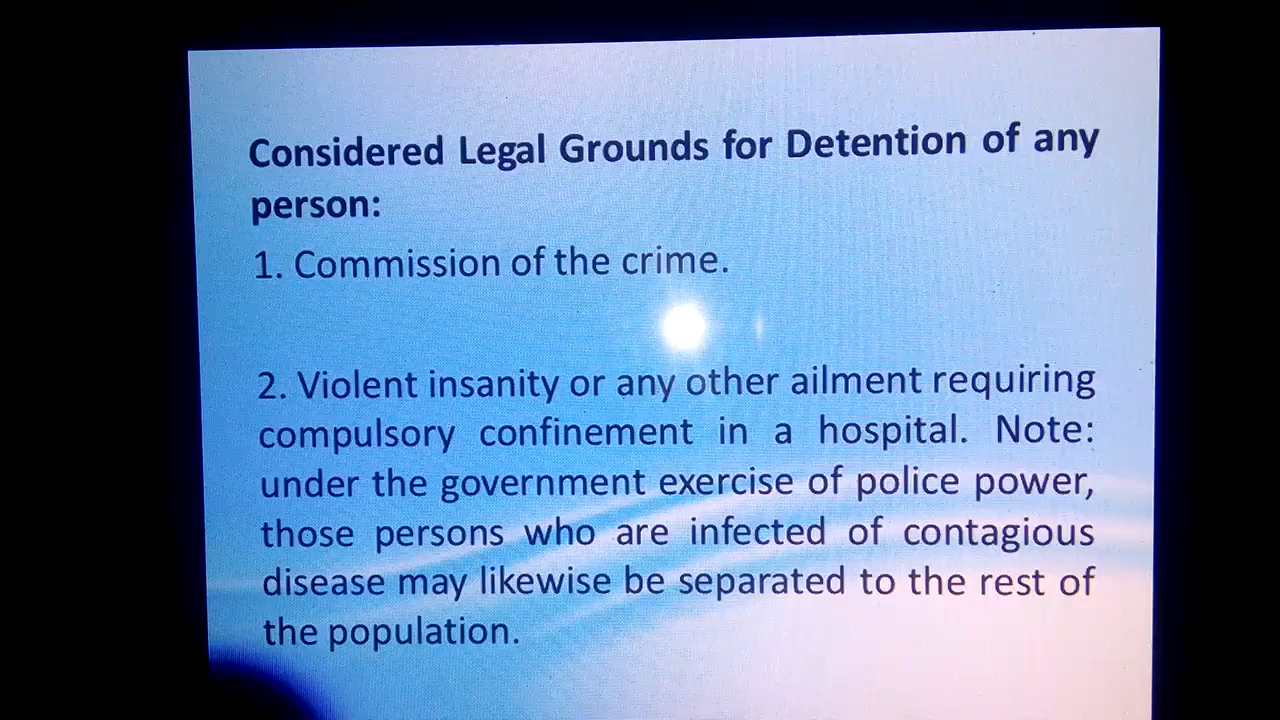 Considered Legal Grounds for Detention of any
person:
1. Commission of the crime.
2. Violent insanity or any other ailment requiring
compulsory confinement in a hospital. Note:
under the government exercise of police power,
those persons who are infected of contagious
disease may likewise be separated to the rest of
the population.